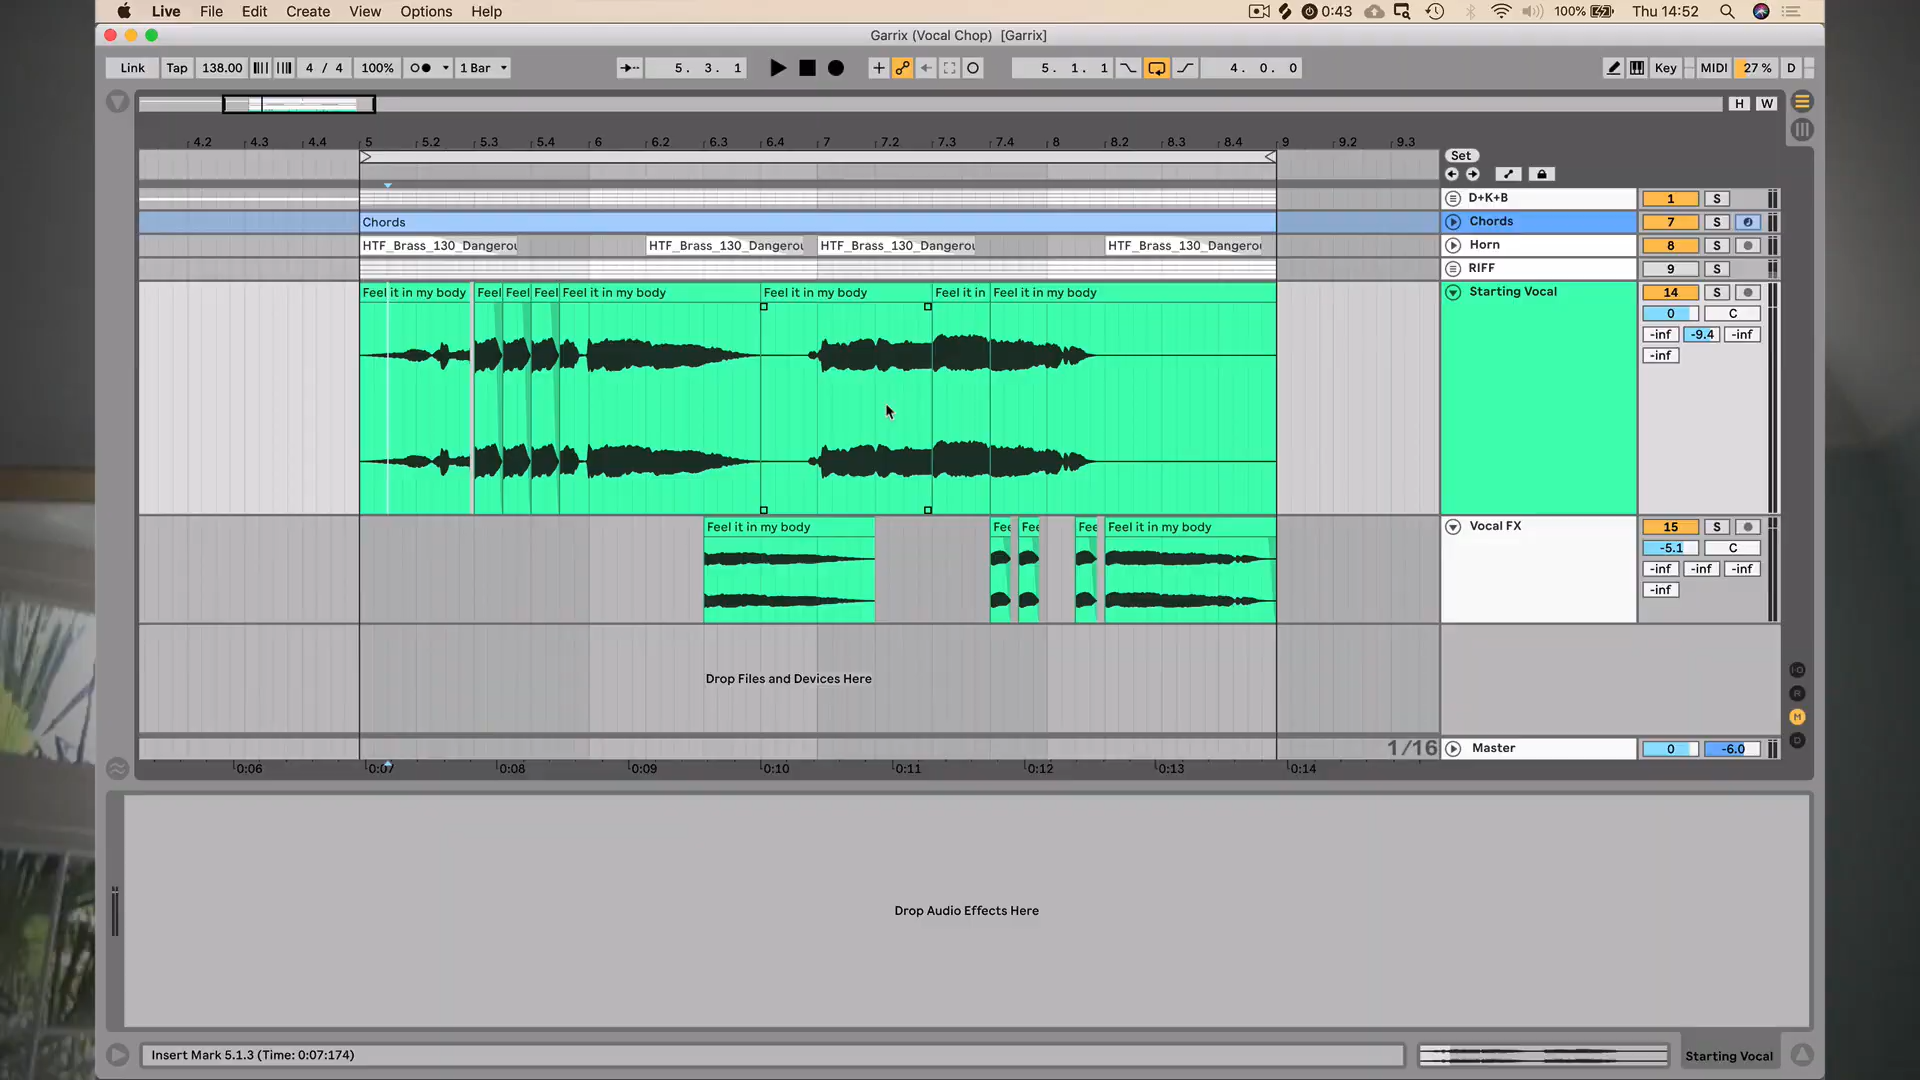 Live File Edit Create View Options Help 0:43 100% Thu 14:52
Garrix (Vocal Chop) [Garrix]
Link Tap 138.00 4 / 4 100% 1 Bar 5. 3. 1 5. 1. 1 4. 0. 0 Key MIDI 27 % D
H W
4.2 4.3 4.4 5 5.2 5.3 5.4 6 6.2 6.3 6.4 7 7.2 7.3 7.4 8 8.2 8.3 8.4 9 9.2 9.3
Set
D+K+B 1 S
Chords Chords 7 S
HTF_Brass_130_Dangerou HTF_Brass_130_Dangerou HTF_Brass_130_Dangerou HTF_Brass_130_Dangerou Horn 8 S
RIFF 9 S
Feel it in my body Feel Feel Feel Feel it in my body Feel it in my body Feel it in Feel it in my body Starting Vocal 14 S
0 C
-inf -9.4 -inf
-inf
Feel it in my body Fee Fee Fee Feel it in my body Vocal FX 15 S
-5.1 C
-inf -inf -inf
-inf
Drop Files and Devices Here
1/16 Master 0 -6.0
0:06 0:07 0:08 0:09 0:10 0:11 0:12 0:13 0:14
I·O
R
M
D
Drop Audio Effects Here
Insert Mark 5.1.3 (Time: 0:07:174) Starting Vocal